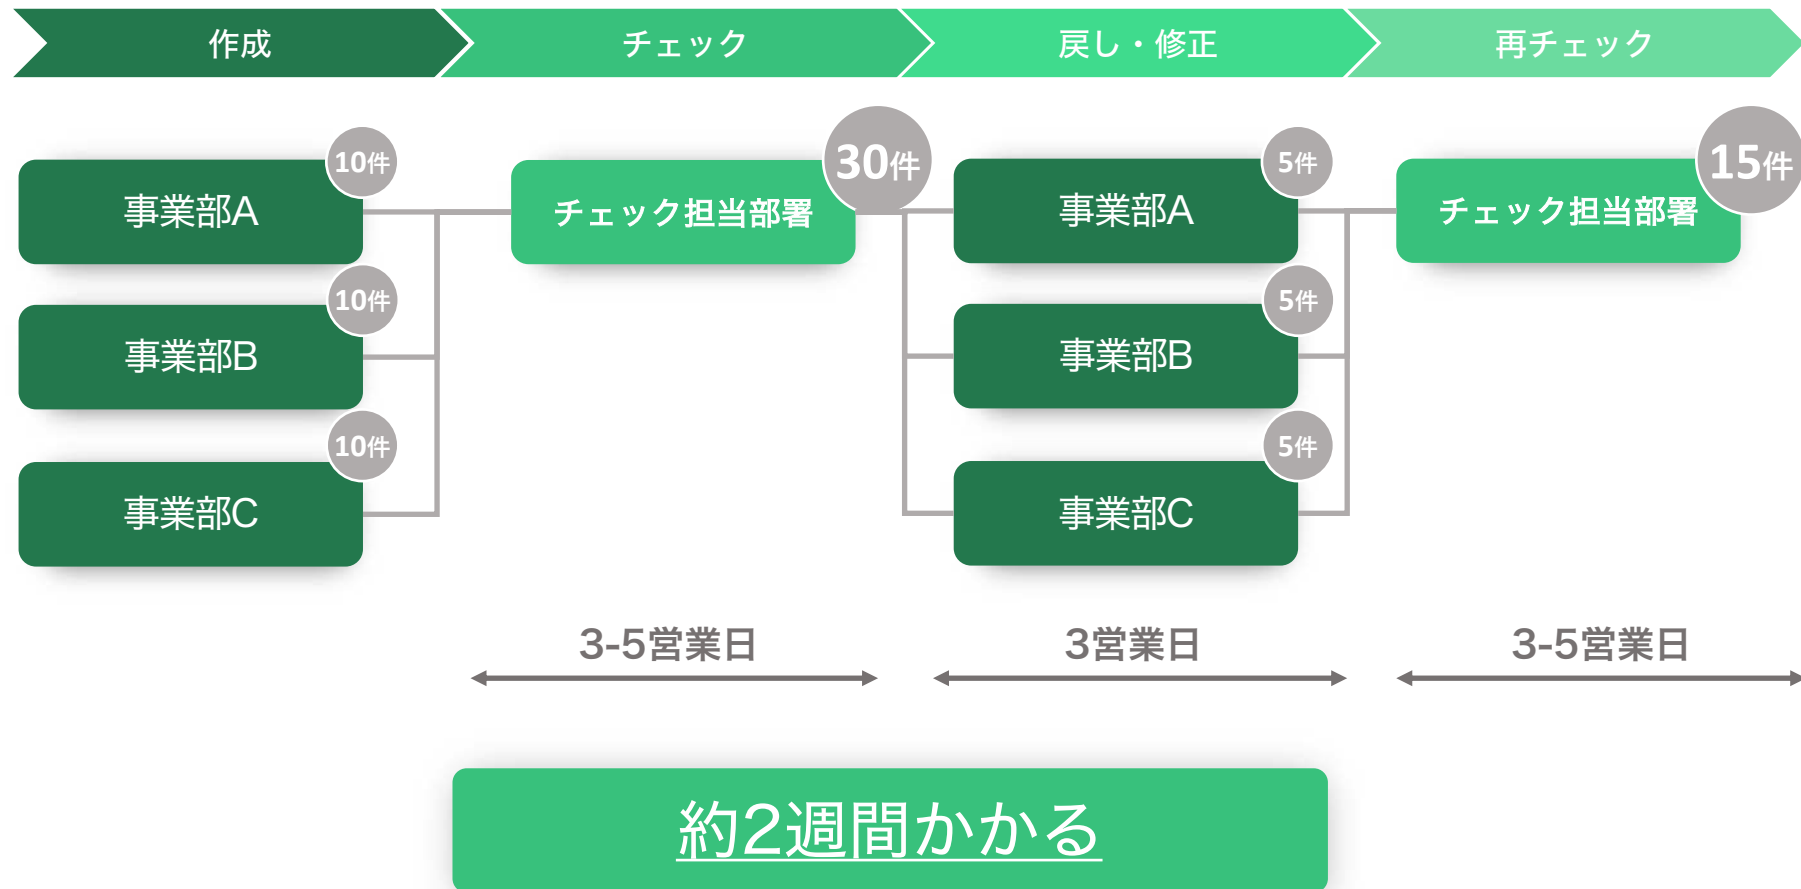 作成
チェック
戻し・修正
再チェック
10件
事業部A
10件
事業部B
10件
事業部C
30件
チェック担当部署
5件
事業部A
5件
事業部B
5件
事業部C
15件
チェック担当部署
3-5営業日
3営業日
3-5営業日
約2週間かかる